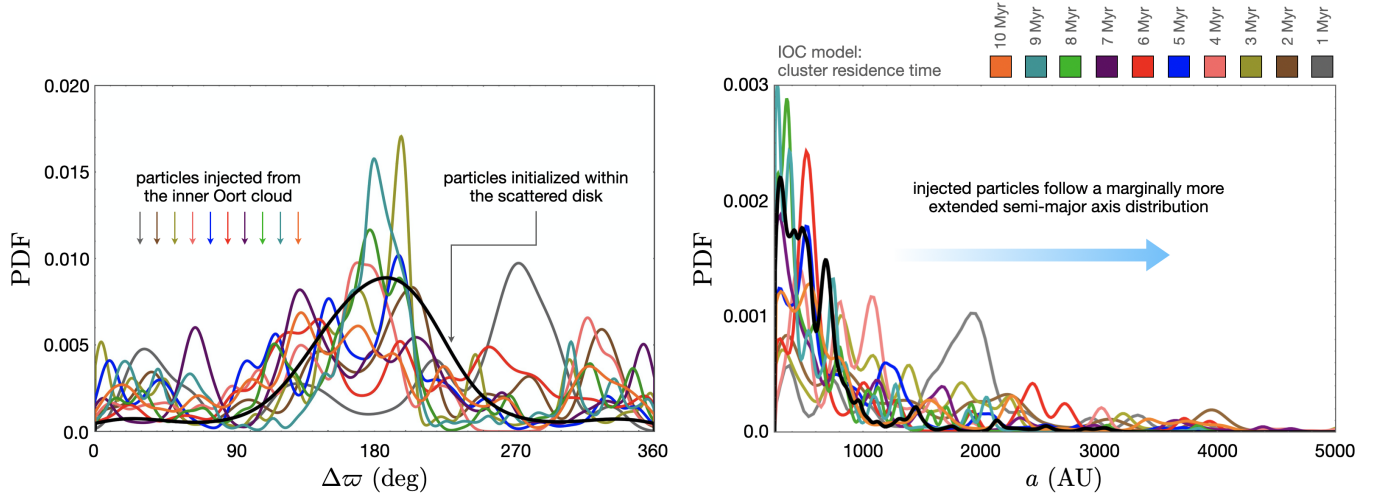 10 Myr
9 Myr
8 Myr
7 Myr
6 Myr
5 Myr
4 Myr
3 Myr
2 Myr
1 Myr
IOC model:
cluster residence time
0.020
0.015
0.010
0.005
0.0
PDF
particles injected from
the inner Oort cloud
particles initialized within
the scattered disk
0
90
180
270
360
Δϖ (deg)
0.003
0.002
0.001
0.0
PDF
injected particles follow a marginally more
extended semi-major axis distribution
1000
2000
3000
4000
5000
a (AU)